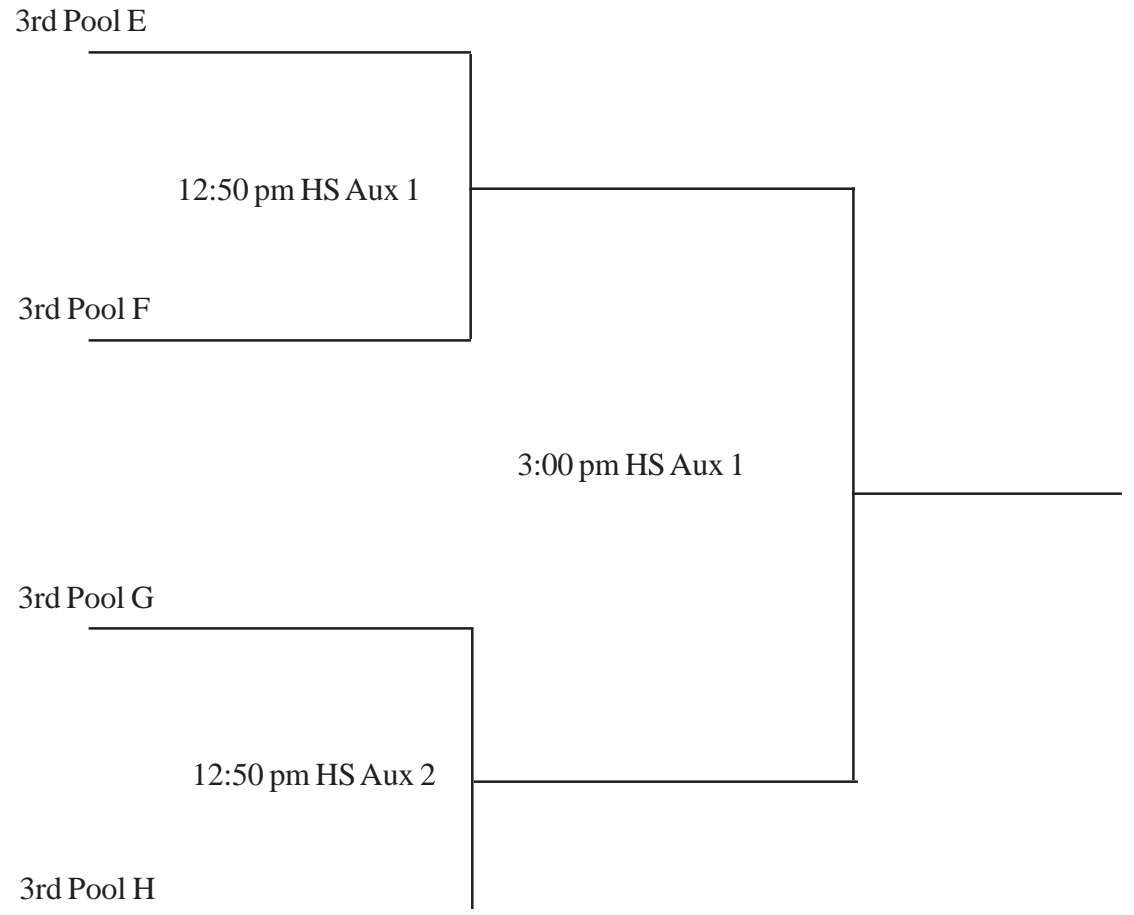 3rd Pool E
12:50 pm HS Aux 1
3rd Pool F
3:00 pm HS Aux 1
3rd Pool G
12:50 pm HS Aux 2
3rd Pool H